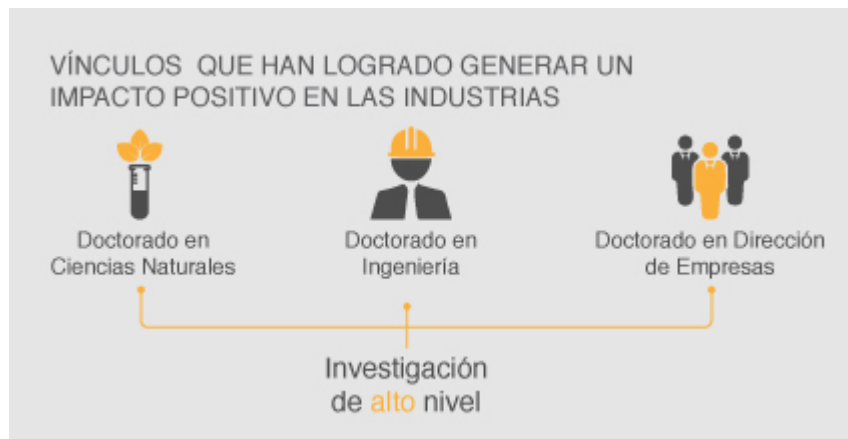 VÍNCULOS QUE HAN LOGRADO GENERAR UN
IMPACTO POSITIVO EN LAS INDUSTRIAS
Doctorado en
Ciencias Naturales
Doctorado en
Ingeniería
Doctorado en Dirección
de Empresas
Investigación
de alto nivel